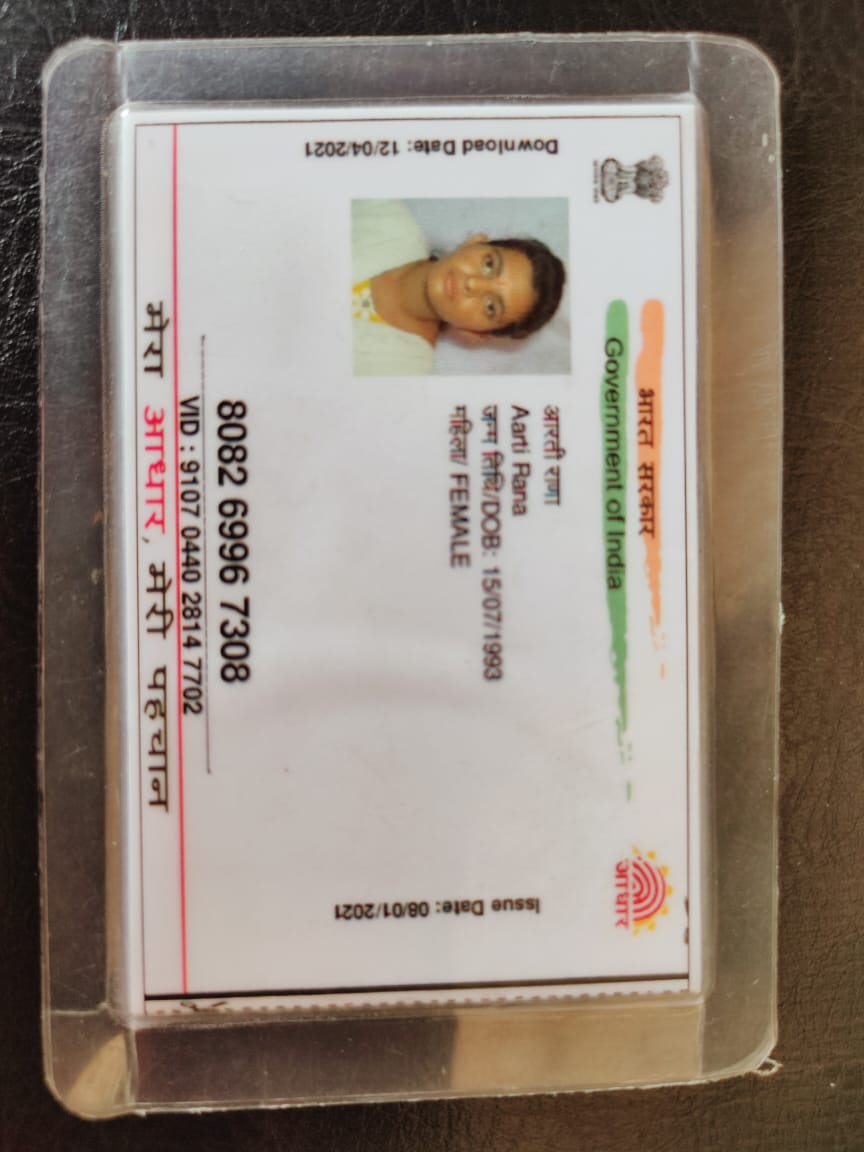 भारत सरकार
Government of India
Download Date: 12/04/2021
आरती राणा
Aarti Rana
जन्म तिथि/DOB: 15/07/1993
महिला/ FEMALE
Issue Date: 08/01/2021
8082 6996 7308
VID : 9107 0440 2814 7702
मेरा आधार, मेरी पहचान
आधार